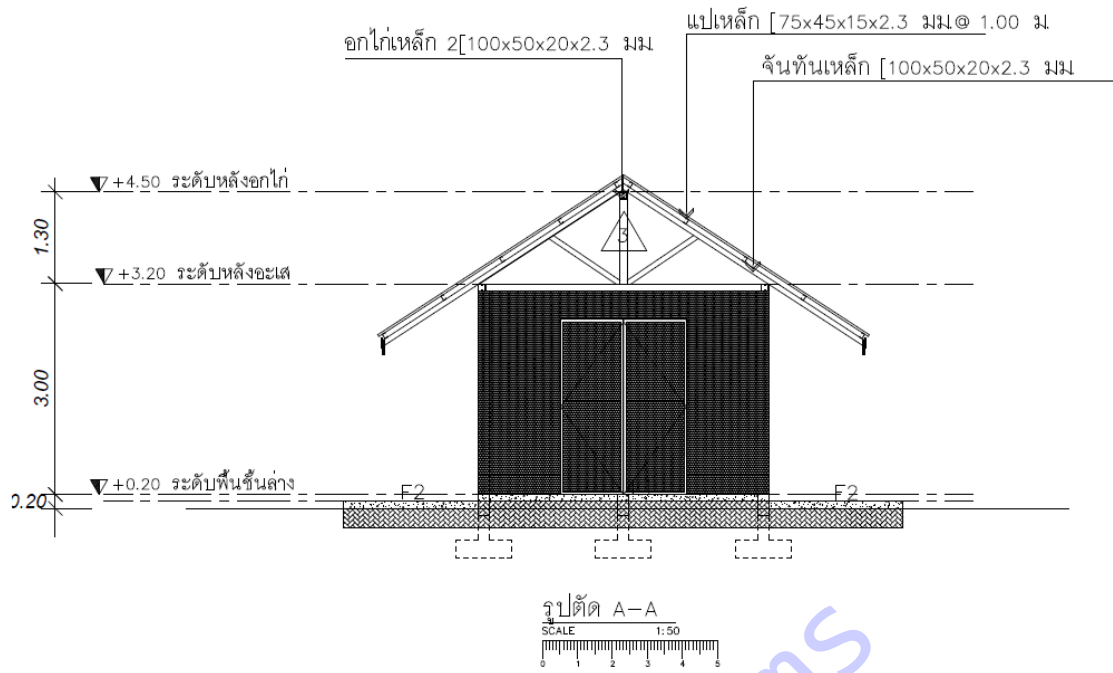 แปเหล็ก [75x45x15x2.3 มม.@ 1.00 ม.
อกไก่เหล็ก 2[100x50x20x2.3 มม.
จันทันเหล็ก [100x50x20x2.3 มม.
+4.50 ระดับหลังอกไก่
1.30
3
+3.20 ระดับหลังอะเส
3.00
+0.20 ระดับพื้นชั้นล่าง
F2
F2
0.20
รูปตัด A-A
SCALE 1:50
0 1 2 3 4 5
ms